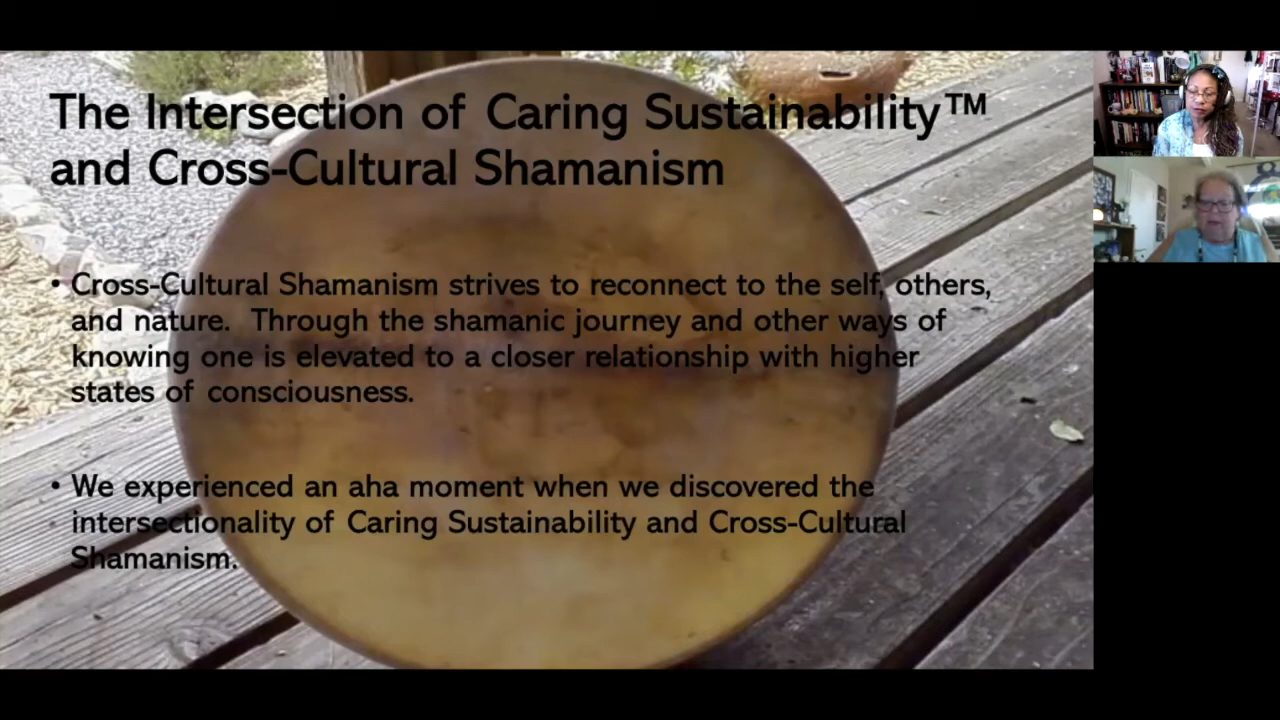 The Intersection of Caring Sustainability™
and Cross-Cultural Shamanism
• Cross-Cultural Shamanism strives to reconnect to the self, others,
and nature. Through the shamanic journey and other ways of
knowing one is elevated to a closer relationship with higher
states of consciousness.
• We experienced an aha moment when we discovered the
intersectionality of Caring Sustainability and Cross-Cultural
Shamanism.